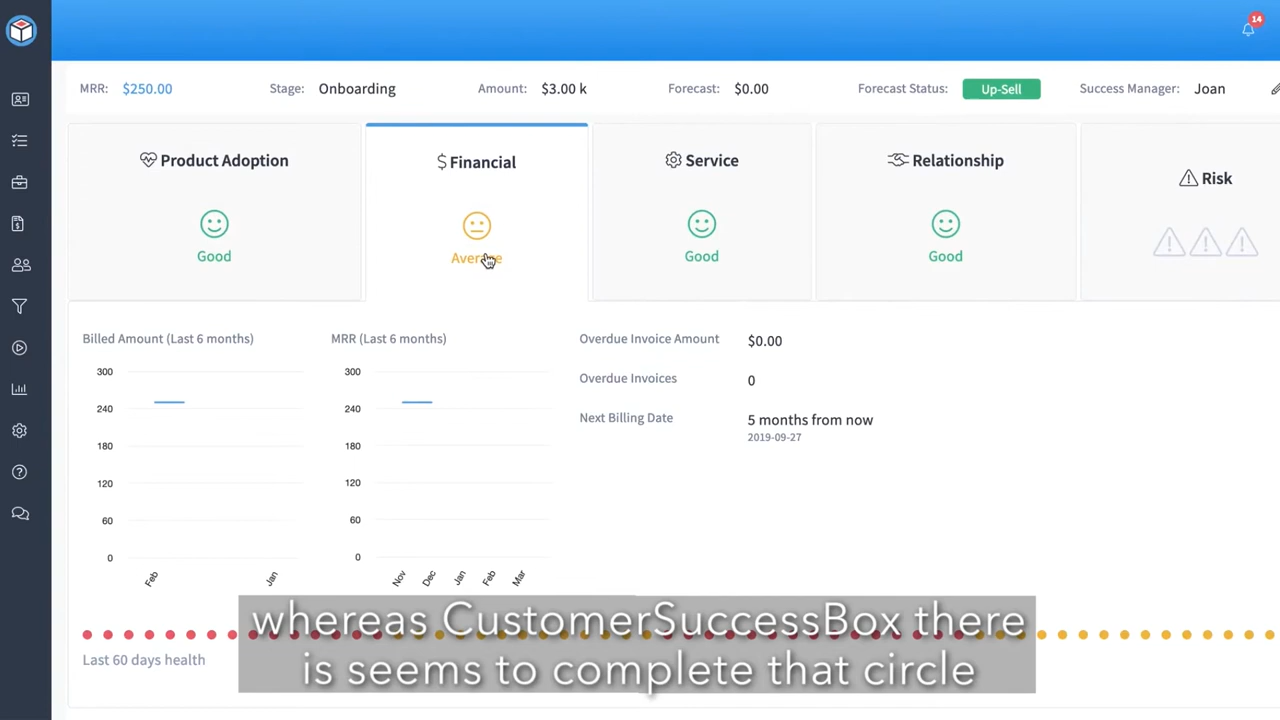 14
MRR: $250.00 Stage: Onboarding Amount: $3.00 k Forecast: $0.00 Forecast Status: Up-Sell Success Manager: Joan
Product Adoption
Good
$ Financial
Average
Service
Good
Relationship
Good
Risk
Billed Amount (Last 6 months)
300
240
180
120
60
0
Feb
Jan
MRR (Last 6 months)
300
240
180
120
60
0
Nov
Dec
Jan
Feb
Mar
Overdue Invoice Amount $0.00
Overdue Invoices 0
Next Billing Date 5 months from now
2019-09-27
Last 60 days health
whereas CustomerSuccessBox there
is seems to complete that circle